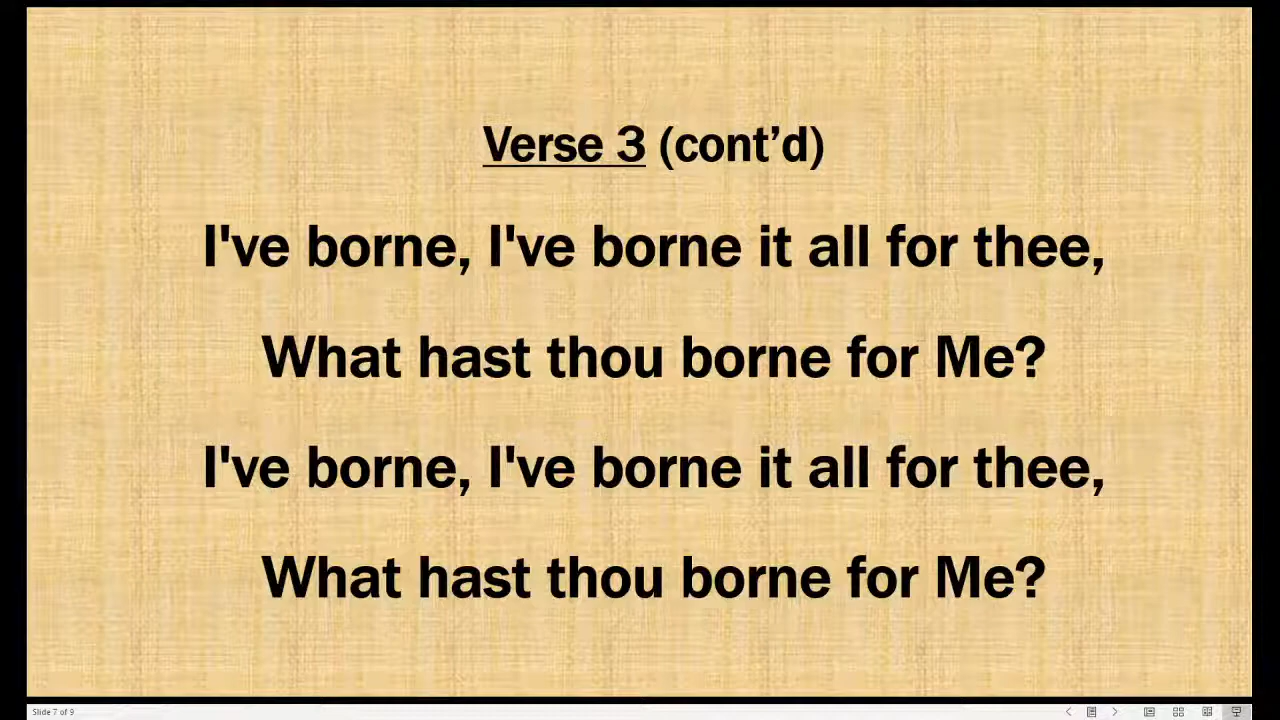 Verse 3 (cont’d)
I've borne, I've borne it all for thee,
What hast thou borne for Me?
I've borne, I've borne it all for thee,
What hast thou borne for Me?
Slide 7 of 9